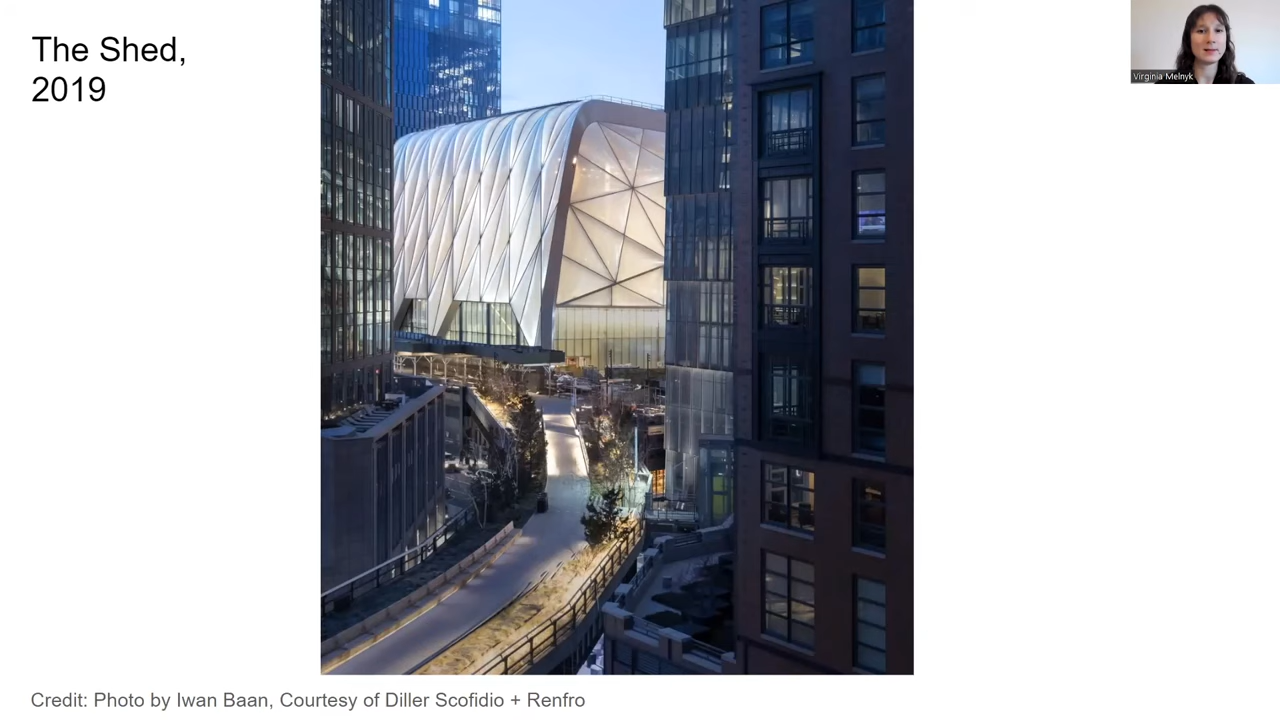 The Shed,
2019
Virginia Melnyk
Credit: Photo by Iwan Baan, Courtesy of Diller Scofidio + Renfro